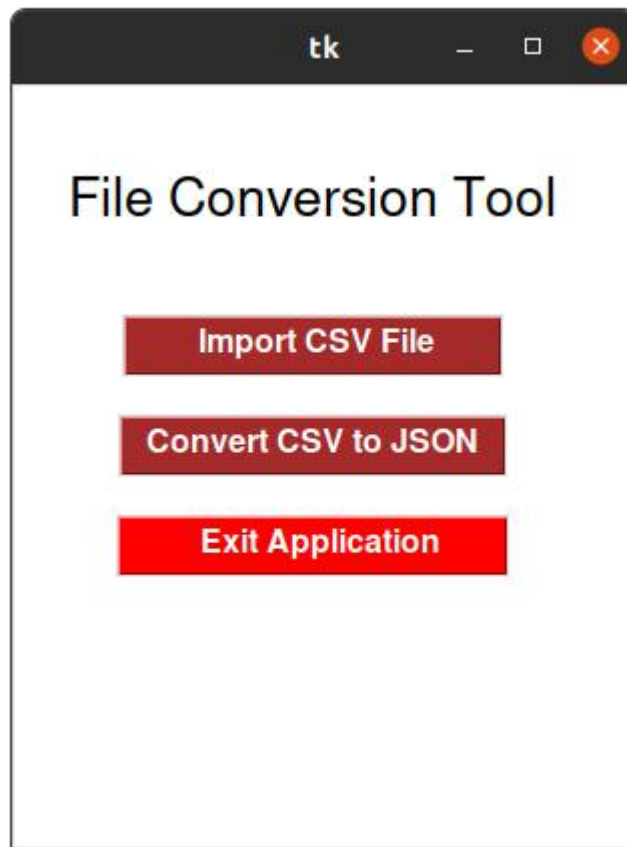 tk
File Conversion Tool
Import CSV File
Convert CSV to JSON
Exit Application